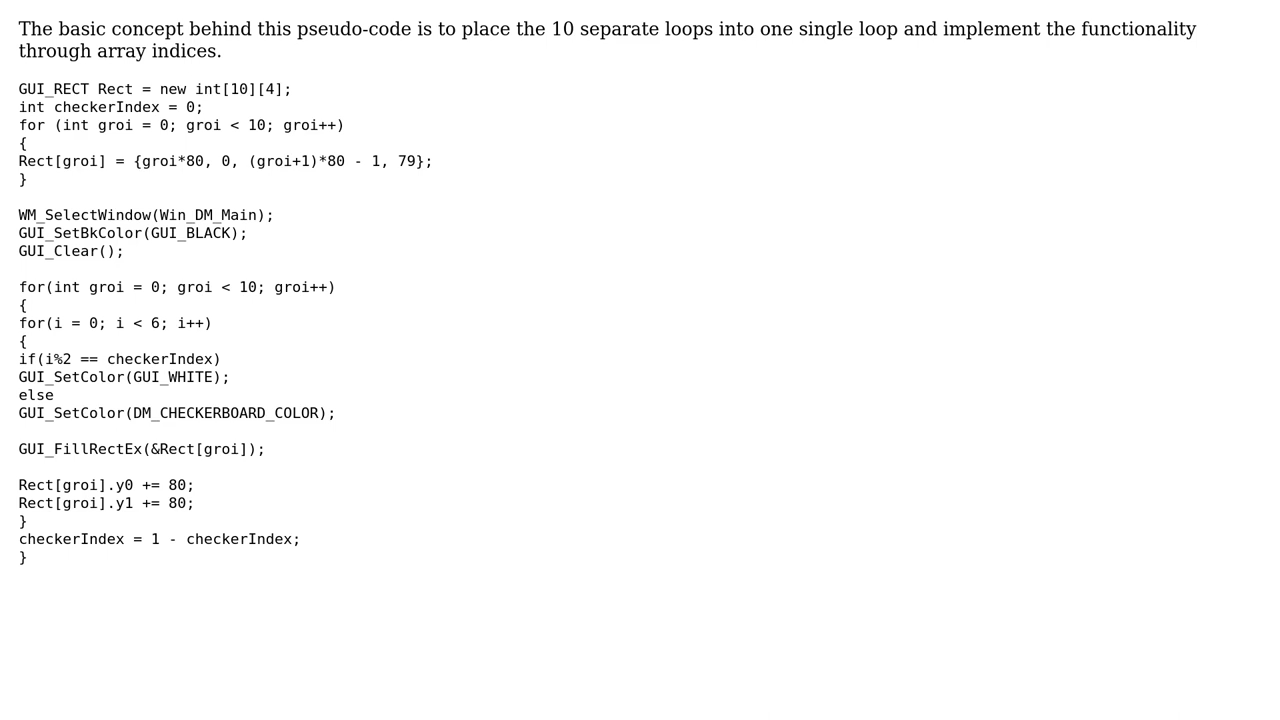 The basic concept behind this pseudo-code is to place the 10 separate loops into one single loop and implement the functionality
through array indices.
GUI_RECT Rect = new int[10][4];
int checkerIndex = 0;
for (int groi = 0; groi < 10; groi++)
{
Rect[groi] = {groi*80, 0, (groi+1)*80 - 1, 79};
}
WM_SelectWindow(Win_DM_Main);
GUI_SetBkColor(GUI_BLACK);
GUI_Clear();
for(int groi = 0; groi < 10; groi++)
{
for(i = 0; i < 6; i++)
{
if(i%2 == checkerIndex)
GUI_SetColor(GUI_WHITE);
else
GUI_SetColor(DM_CHECKERBOARD_COLOR);
GUI_FillRectEx(&Rect[groi]);
Rect[groi].y0 += 80;
Rect[groi].y1 += 80;
}
checkerIndex = 1 - checkerIndex;
}